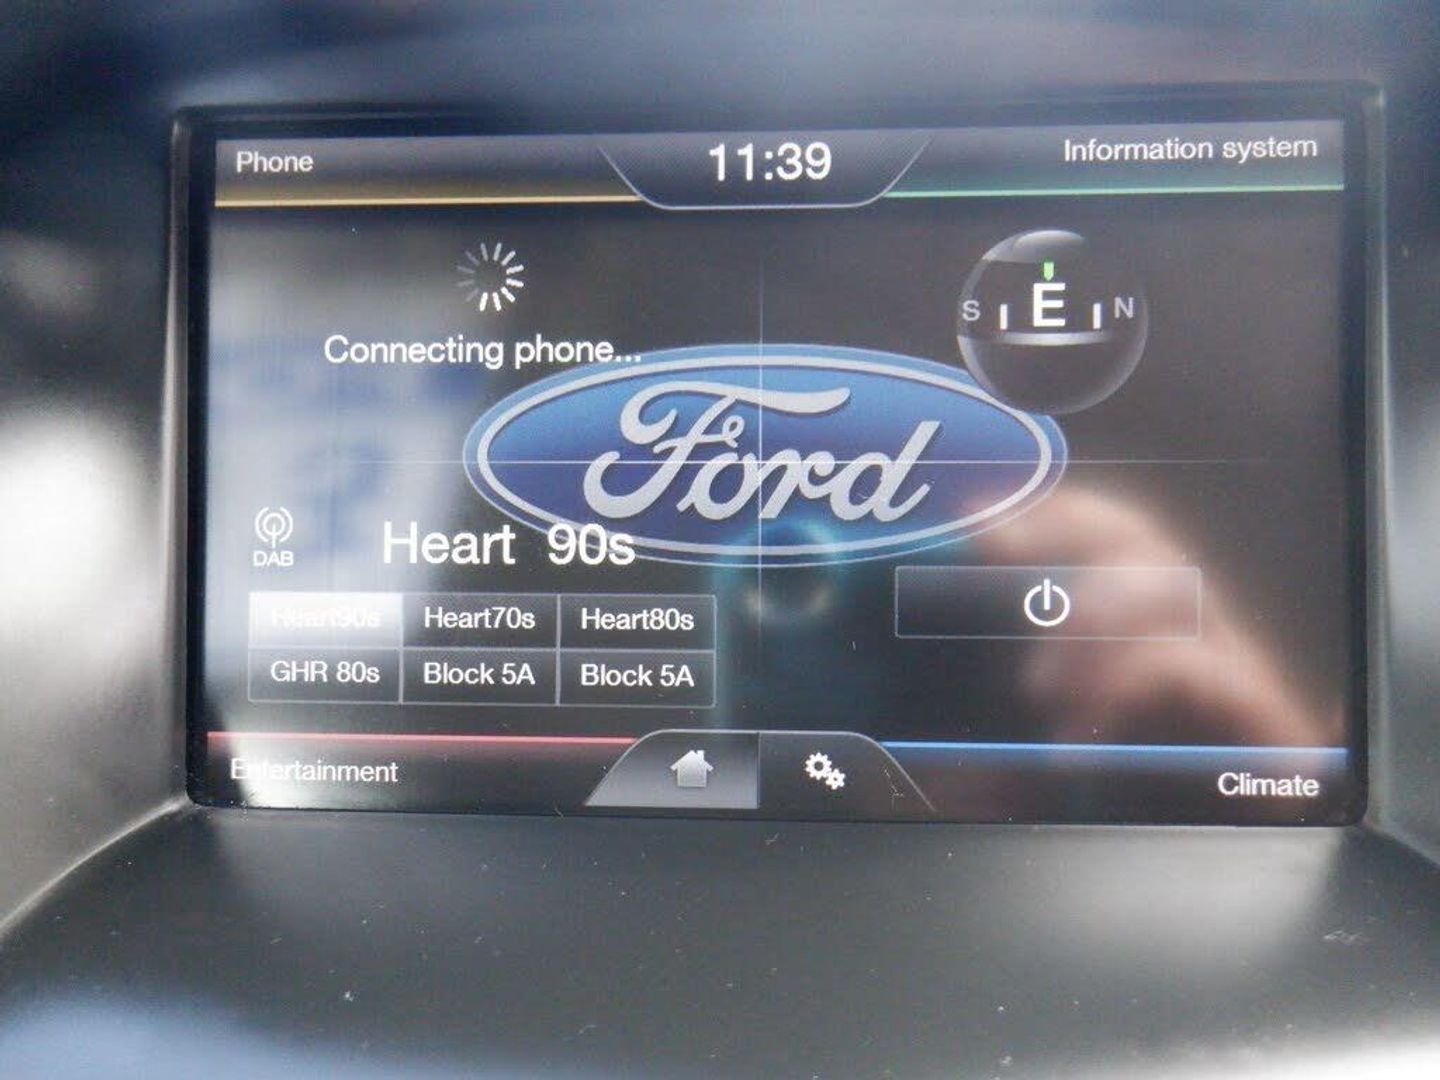 Phone
11:39
Information system
Connecting phone...
S E N
Ford
DAB
Heart 90s
Heart90s Heart70s Heart80s
GHR 80s Block 5A Block 5A
Entertainment
Climate